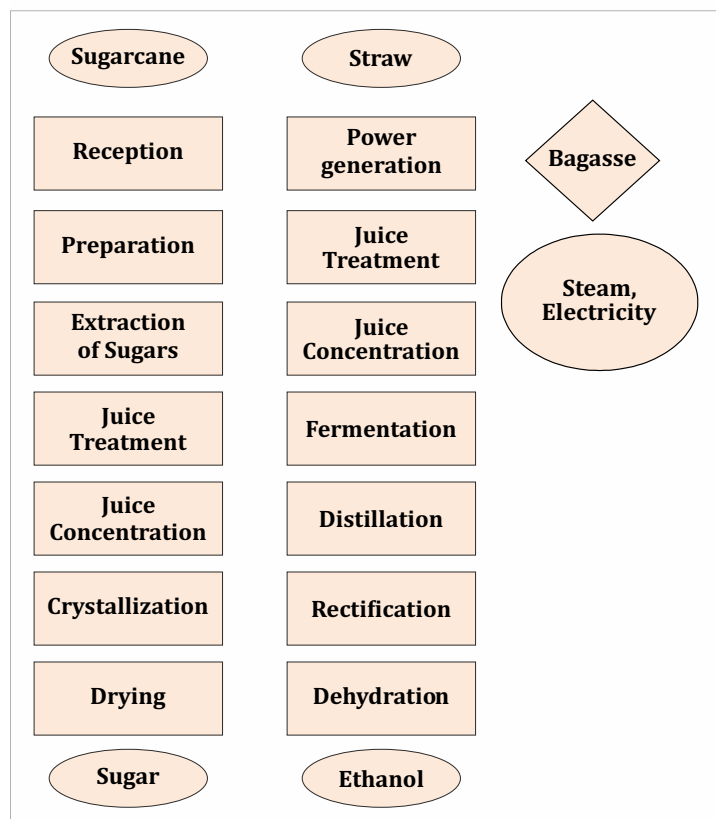 Sugarcane
Reception
Preparation
Extraction
of Sugars
Juice
Treatment
Juice
Concentration
Crystallization
Drying
Sugar
Straw
Power
generation
Juice
Treatment
Juice
Concentration
Fermentation
Distillation
Rectification
Dehydration
Ethanol
Bagasse
Steam,
Electricity